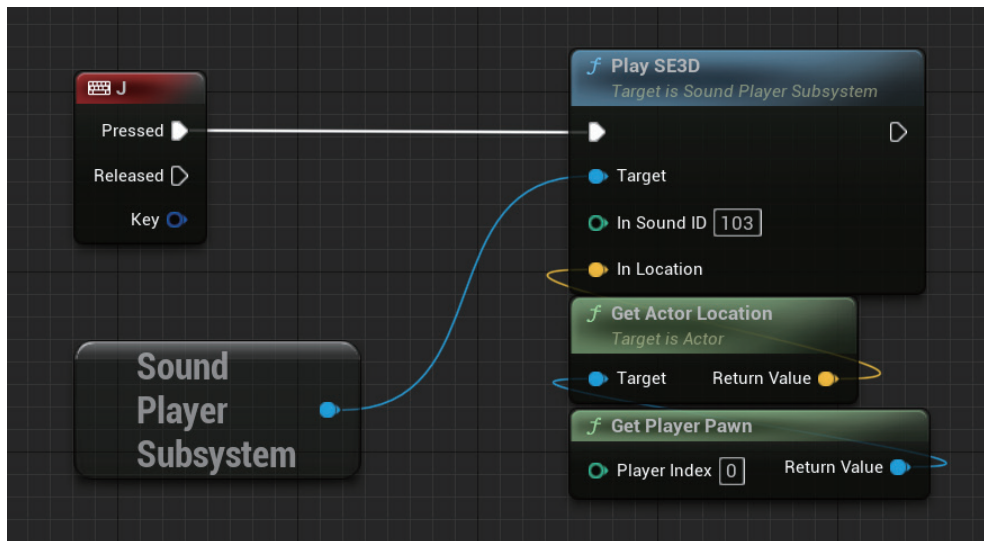 J
Pressed
Released
Key
Sound
Player
Subsystem
f Play SE3D
Target is Sound Player Subsystem
Target
In Sound ID 103
In Location
f Get Actor Location
Target is Actor
Target Return Value
f Get Player Pawn
Player Index 0 Return Value